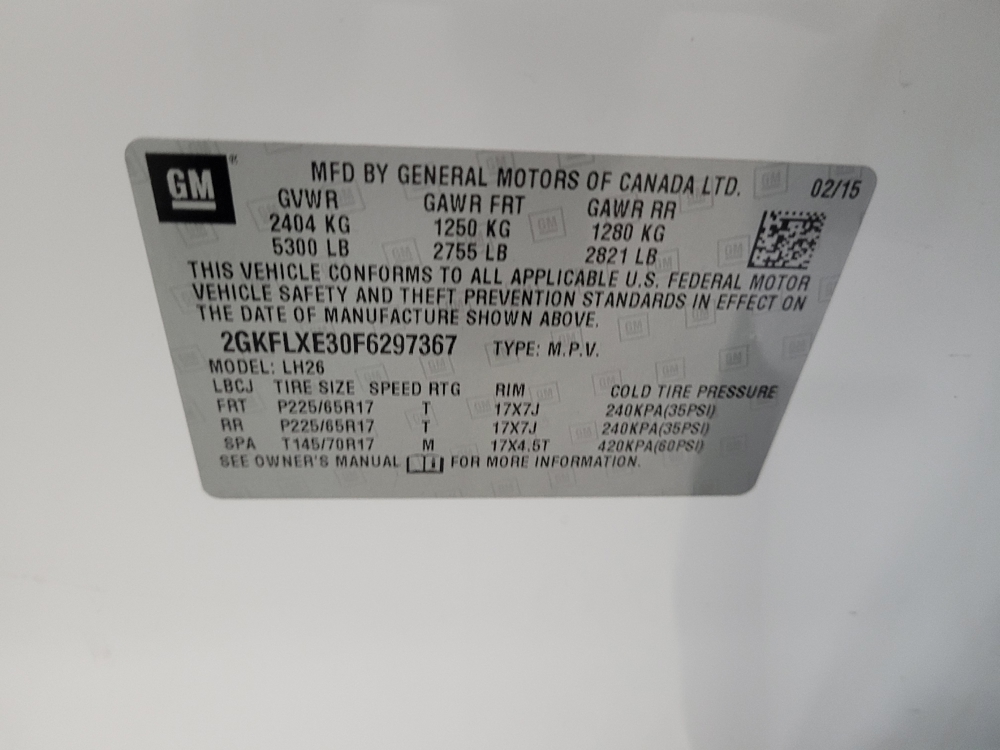 GM
MFD BY GENERAL MOTORS OF CANADA LTD. 02/15
GVWR GAWR FRT GAWR RR
2404 KG 1250 KG 1280 KG
5300 LB 2755 LB 2821 LB
THIS VEHICLE CONFORMS TO ALL APPLICABLE U.S. FEDERAL MOTOR
VEHICLE SAFETY AND THEFT PREVENTION STANDARDS IN EFFECT ON
THE DATE OF MANUFACTURE SHOWN ABOVE.
2GKFLXE30F6297367 TYPE: M.P.V.
MODEL: LH26
LBCJ TIRE SIZE SPEED RTG RIM COLD TIRE PRESSURE
FRT P225/65R17 T 17X7J 240KPA(35PSI)
RR P225/65R17 T 17X7J 240KPA(35PSI)
SPA T145/70R17 M 17X4.5T 420KPA(60PSI)
SEE OWNER'S MANUAL FOR MORE INFORMATION.